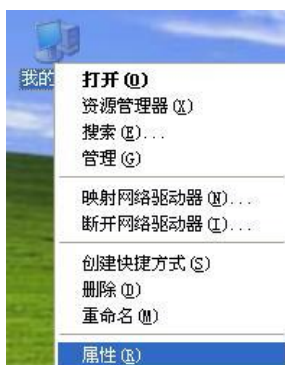 我的
打开(O)
资源管理器(X)
搜索(E)...
管理(G)
映射网络驱动器(N)...
断开网络驱动器(I)...
创建快捷方式(S)
删除(D)
重命名(M)
属性(R)